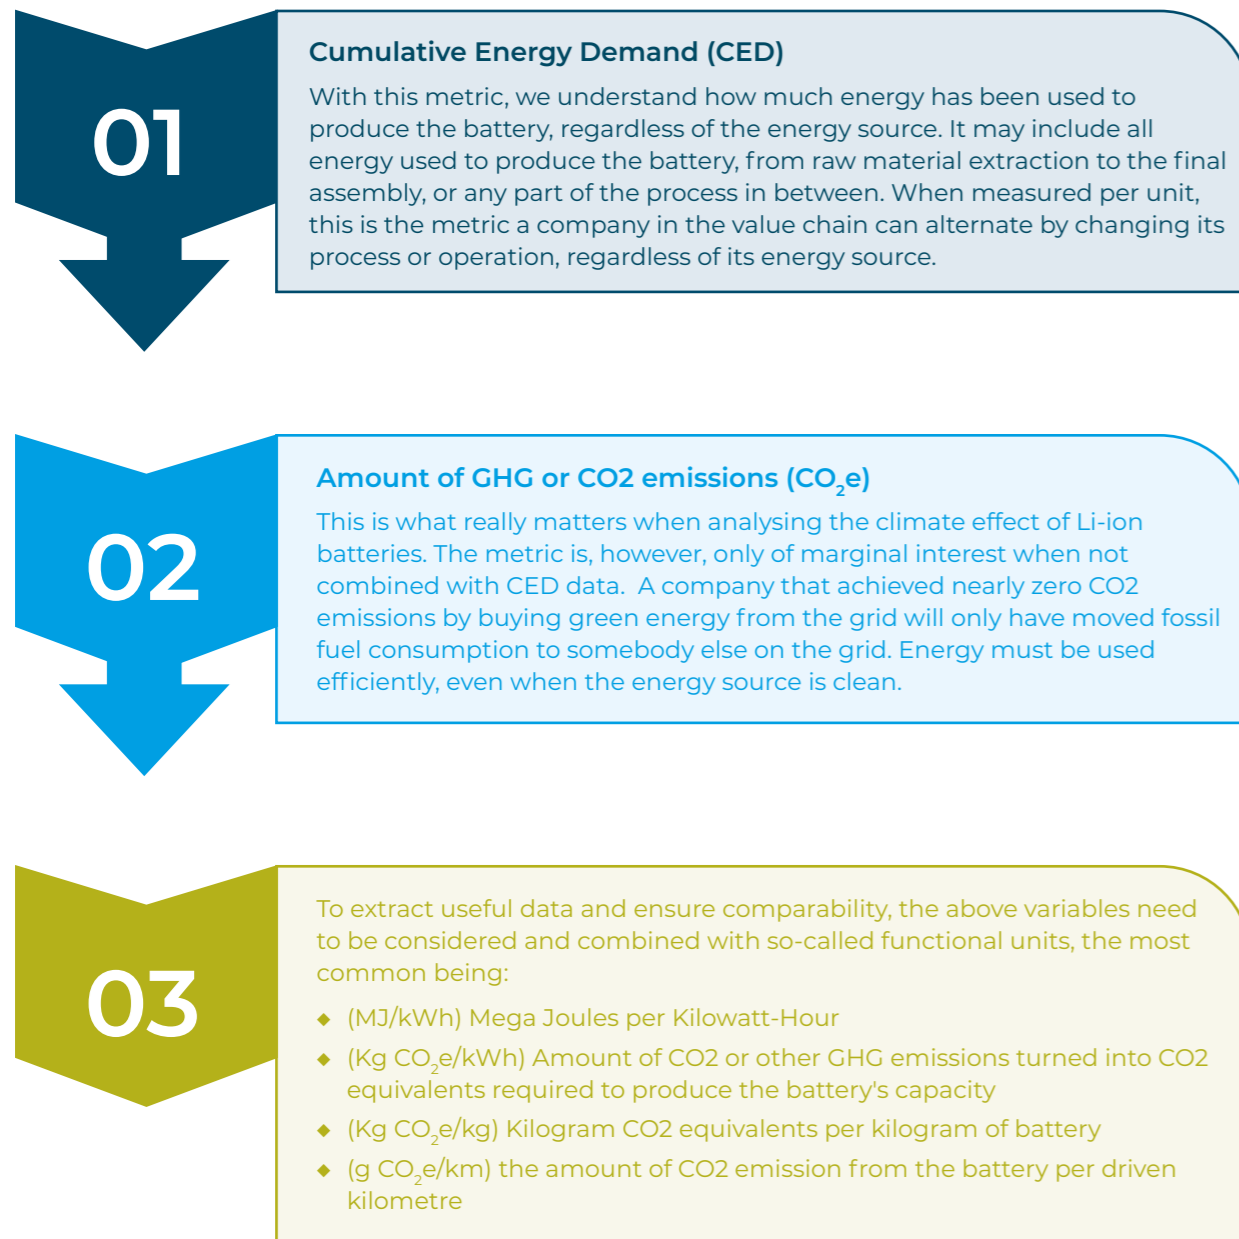 01
Cumulative Energy Demand (CED)
With this metric, we understand how much energy has been used to
produce the battery, regardless of the energy source. It may include all
energy used to produce the battery, from raw material extraction to the final
assembly, or any part of the process in between. When measured per unit,
this is the metric a company in the value chain can alternate by changing its
process or operation, regardless of its energy source.
02
Amount of GHG or CO2 emissions (CO₂e)
This is what really matters when analysing the climate effect of Li-ion
batteries. The metric is, however, only of marginal interest when not
combined with CED data.  A company that achieved nearly zero CO2
emissions by buying green energy from the grid will only have moved fossil
fuel consumption to somebody else on the grid. Energy must be used
efficiently, even when the energy source is clean.
03
To extract useful data and ensure comparability, the above variables need
to be considered and combined with so-called functional units, the most
common being:
◆ (MJ/kWh) Mega Joules per Kilowatt-Hour
◆ (Kg CO₂e/kWh) Amount of CO2 or other GHG emissions turned into CO2
equivalents required to produce the battery's capacity
◆ (Kg CO₂e/kg) Kilogram CO2 equivalents per kilogram of battery
◆ (g CO₂e/km) the amount of CO2 emission from the battery per driven
kilometre